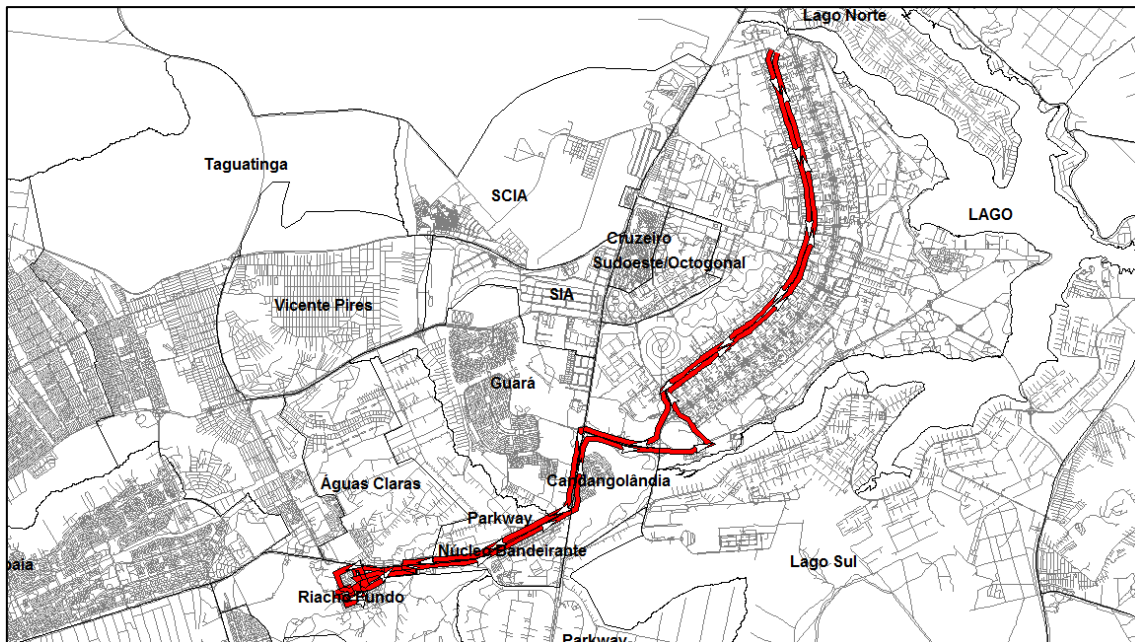 Lago Norte
Taguatinga
SCIA
LAGO
Cruzeiro
Sudoeste/Octogonal
SIA
Vicente Pires
Guará
Candangolândia
Águas Claras
Parkway
Núcleo Bandeirante
Lago Sul
baia
Riacho Fundo
Parkway